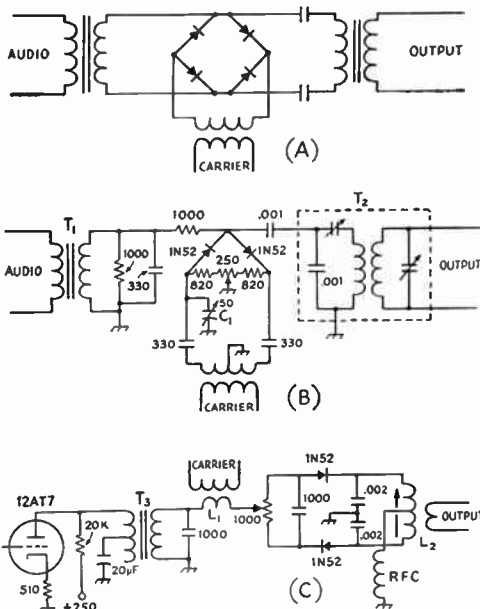 AUDIO
OUTPUT
CARRIER
(A)
T2
T1
1000
.001
1N52
1N52
1000
330
250
820
820
.001
AUDIO
OUTPUT
50
C1
330
330
CARRIER
(B)
CARRIER
1N52
12AT7
T3
20K
L1
1000
1000
1000
.002
.002
OUTPUT
L2
20µF
1N52
RFC
510
+250
(C)